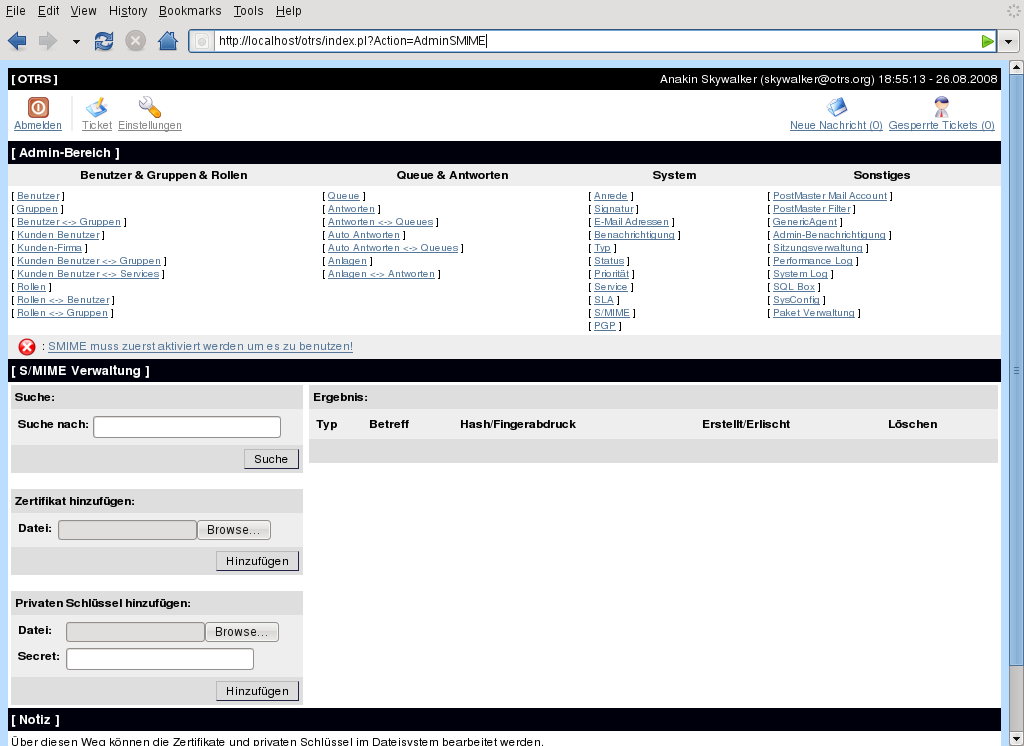 File Edit View History Bookmarks Tools Help
http://localhost/otrs/index.pl?Action=AdminSMIME
[ OTRS ] Anakin Skywalker (skywalker@otrs.org) 18:55:13 - 26.08.2008
Abmelden Ticket Einstellungen Neue Nachricht (0) Gesperrte Tickets (0)
[ Admin-Bereich ]
Benutzer & Gruppen & Rollen Queue & Antworten System Sonstiges
[ Benutzer ] [ Queue ] [ Anrede ] [ PostMaster Mail Account ]
[ Gruppen ] [ Antworten ] [ Signatur ] [ PostMaster Filter ]
[ Benutzer <-> Gruppen ] [ Antworten <-> Queues ] [ E-Mail Adressen ] [ GenericAgent ]
[ Kunden Benutzer ] [ Auto Antworten ] [ Benachrichtigung ] [ Admin-Benachrichtigung ]
[ Kunden-Firma ] [ Auto Antworten <-> Queues ] [ Typ ] [ Sitzungsverwaltung ]
[ Kunden Benutzer <-> Gruppen ] [ Anlagen ] [ Status ] [ Performance Log ]
[ Kunden Benutzer <-> Services ] [ Anlagen <-> Antworten ] [ Priorität ] [ System Log ]
[ Rollen ] [ Service ] [ SQL Box ]
[ Rollen <-> Benutzer ] [ SLA ] [ SysConfig ]
[ Rollen <-> Gruppen ] [ S/MIME ] [ Paket Verwaltung ]
[ PGP ]
: SMIME muss zuerst aktiviert werden um es zu benutzen!
[ S/MIME Verwaltung ]
Suche: Ergebnis:
Suche nach: Typ Betreff Hash/Fingerabdruck Erstellt/Erlischt Löschen
Suche
Zertifikat hinzufügen:
Datei: Browse...
Hinzufügen
Privaten Schlüssel hinzufügen:
Datei: Browse...
Secret:
Hinzufügen
[ Notiz ]
Über diesen Weg können die Zertifikate und privaten Schlüssel im Dateisystem bearbeitet werden.